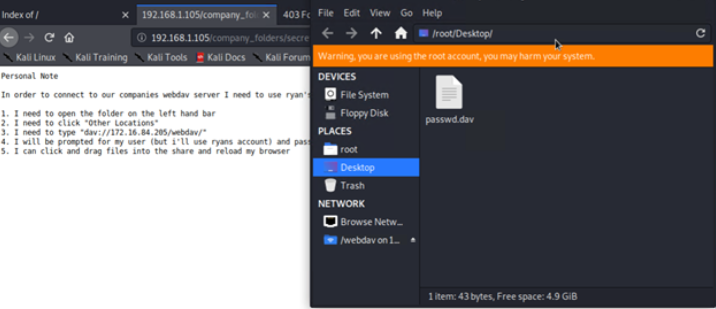 Index of /
192.168.1.105/company_fol
403 Fo
192.168.1.105/company_folders/secre
Kali Linux Kali Training Kali Tools Kali Docs Kali Forum
Personal Note
In order to connect to our companies webdav server I need to use ryan's
1. I need to open the folder on the left hand bar
2. I need to click "Other Locations"
3. I need to type "dav://172.16.84.205/webdav/"
4. I will be prompted for my user (but i'll use ryans account) and pass
5. I can click and drag files into the share and reload my browser
File Edit View Go Help
/root/Desktop/
Warning, you are using the root account, you may harm your system.
DEVICES
File System
Floppy Disk
PLACES
root
Desktop
Trash
NETWORK
Browse Netw...
/webdav on 1...
passwd.dav
1 item: 43 bytes, Free space: 4.9 GiB